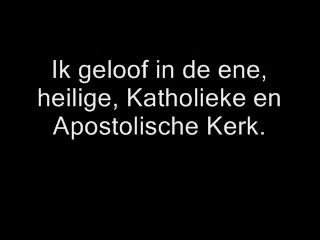 Ik geloof in de ene,
heilige, Katholieke en
Apostolische Kerk.